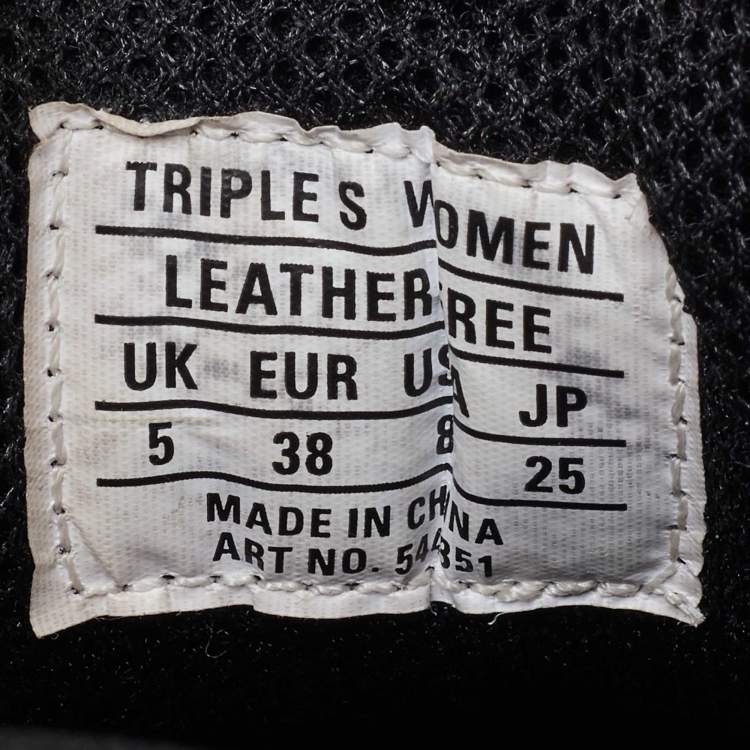 TRIPLE S WOMEN
LEATHER FREE
UK EUR USA JP
5 38 8 25
MADE IN CHINA
ART NO.